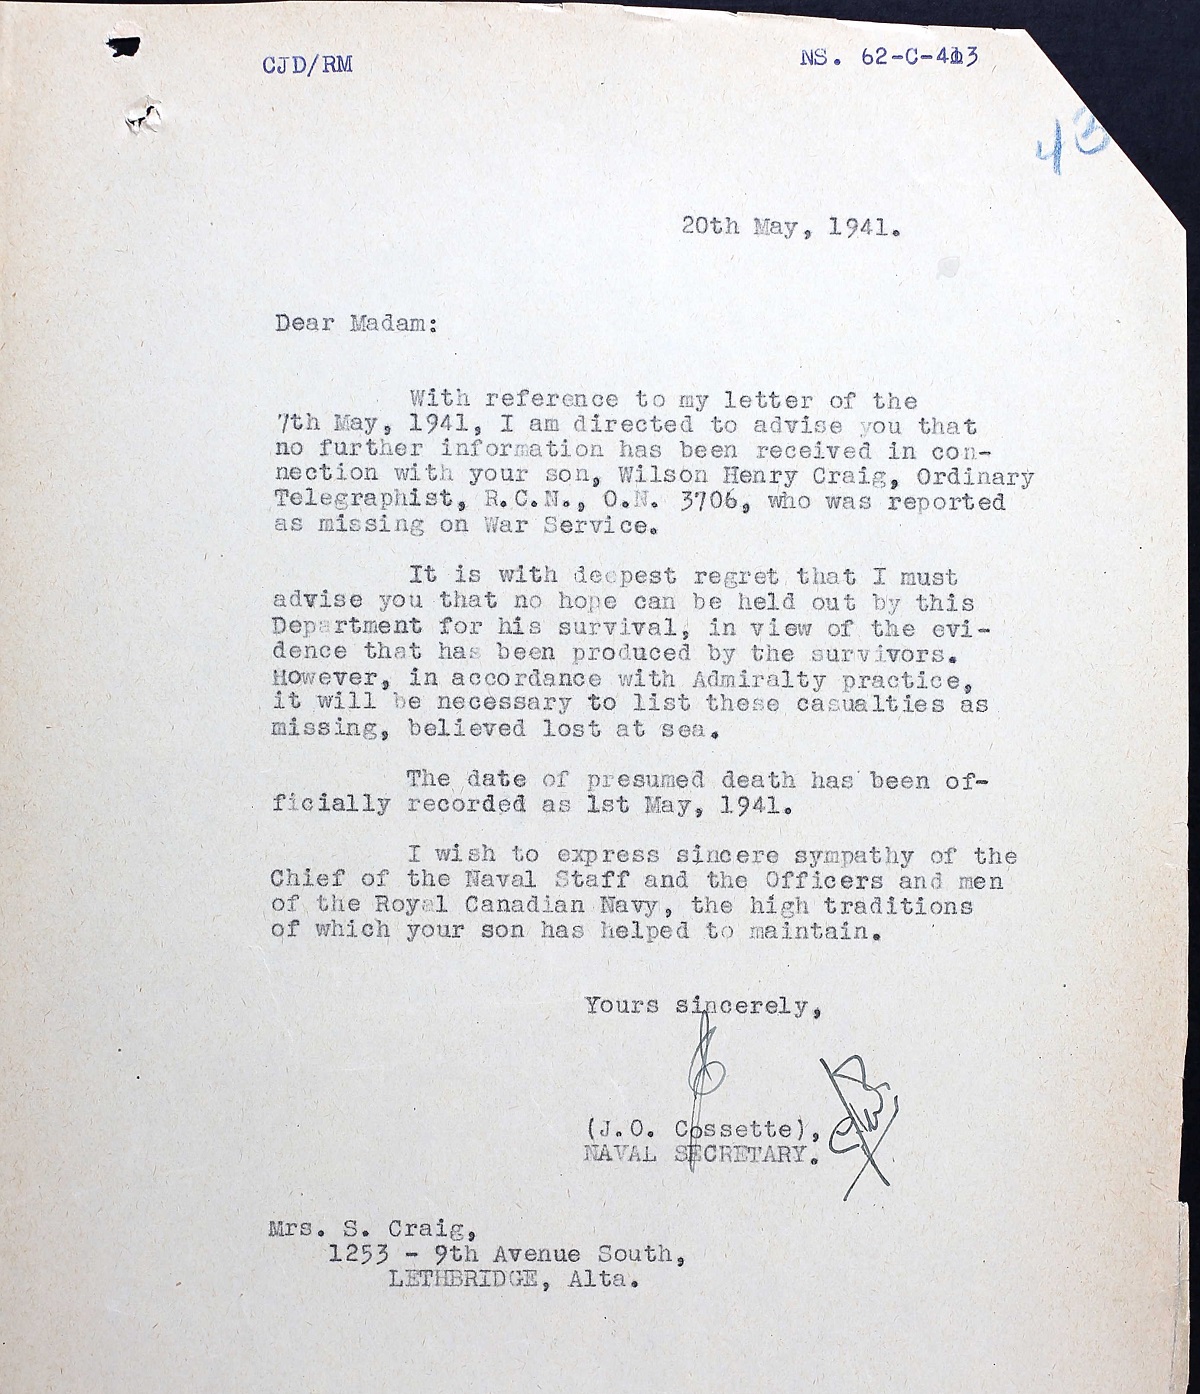 CJD/RM
NS. 62-C-413
43
20th May, 1941.
Dear Madam:
With reference to my letter of the
7th May, 1941, I am directed to advise you that
no further information has been received in con-
nection with your son, Wilson Henry Craig, Ordinary
Telegraphist, R.C.N., O.N. 3706, who was reported
as missing on War Service.
It is with deepest regret that I must
advise you that no hope can be held out by this
Department for his survival, in view of the evi-
dence that has been produced by the survivors.
However, in accordance with Admiralty practice,
it will be necessary to list these casualties as
missing, believed lost at sea.
The date of presumed death has been of-
ficially recorded as 1st May, 1941.
I wish to express sincere sympathy of the
Chief of the Naval Staff and the Officers and men
of the Royal Canadian Navy, the high traditions
of which your son has helped to maintain.
Yours sincerely,
(J.O. Cossette),
NAVAL SECRETARY.
Mrs. S. Craig,
1253 - 9th Avenue South,
LETHBRIDGE, Alta.